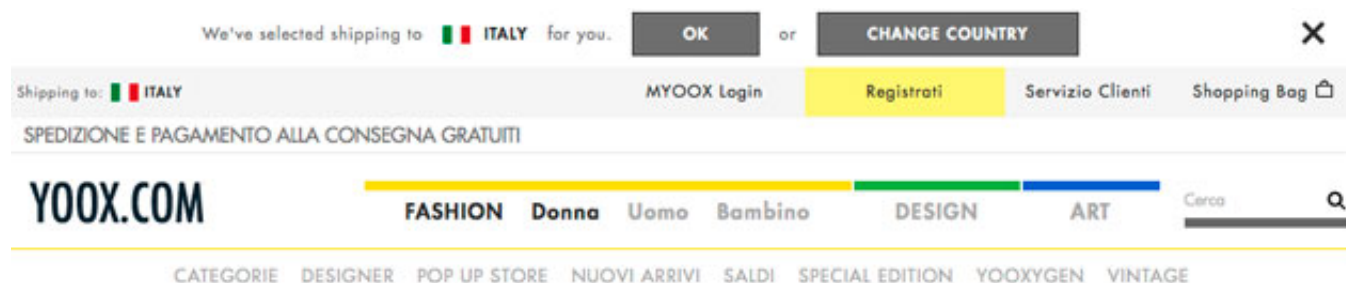 We've selected shipping to ITALY for you. OK or CHANGE COUNTRY
Shipping to: ITALY MYOOX Login Registrati Servizio Clienti Shopping Bag
SPEDIZIONE E PAGAMENTO ALLA CONSEGNA GRATUITI
YOOX.COM FASHION Donna Uomo Bambino DESIGN ART Cerca
CATEGORIE DESIGNER POP UP STORE NUOVI ARRIVI SALDI SPECIAL EDITION YOOXYGEN VINTAGE